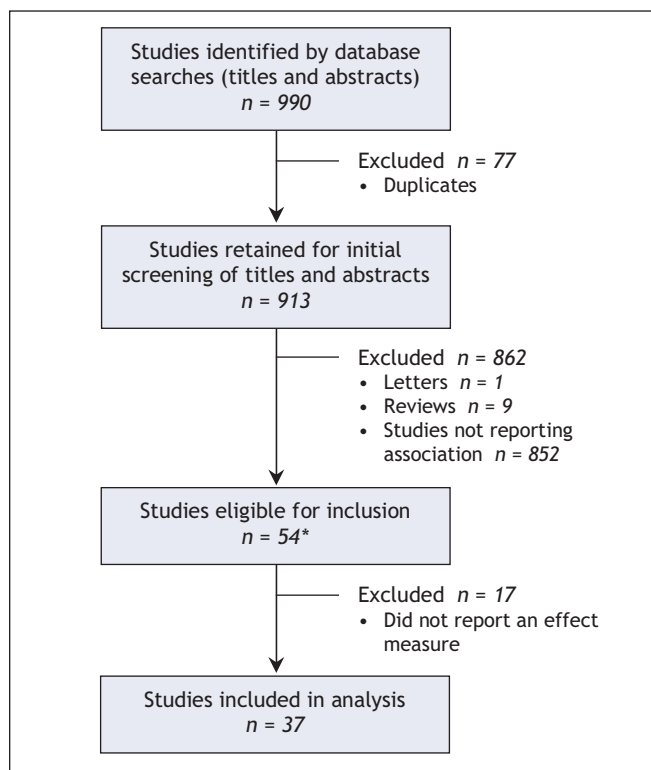 Studies identified by database
searches (titles and abstracts)
n = 990
Excluded n = 77
• Duplicates
Studies retained for initial
screening of titles and abstracts
n = 913
Excluded n = 862
• Letters n = 1
• Reviews n = 9
• Studies not reporting
association n = 852
Studies eligible for inclusion
n = 54*
Excluded n = 17
• Did not report an effect
measure
Studies included in analysis
n = 37